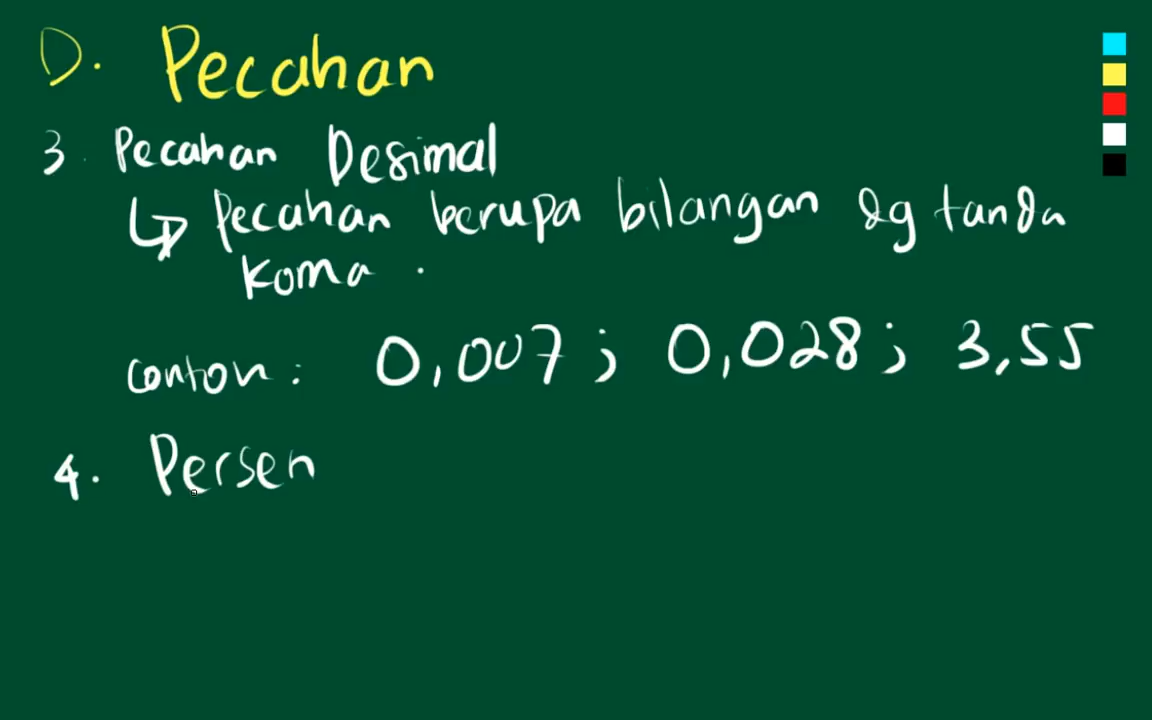 D. Pecahan
3. Pecahan Desimal
↳ Pecahan berupa bilangan dg tanda
koma.
contoh: 0,007 ; 0,028 ; 3,55
4. Persen